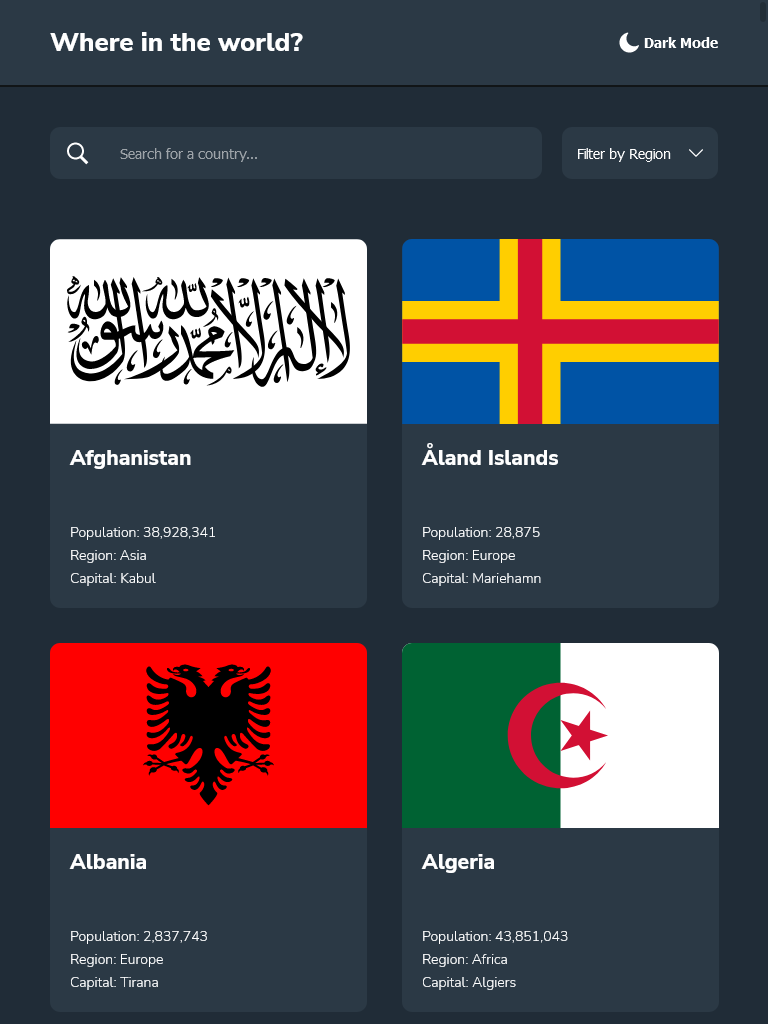 Where in the world?
Dark Mode
Search for a country...
Filter by Region
لا إله إلا الله محمد رسول الله
Afghanistan
Population: 38,928,341
Region: Asia
Capital: Kabul
Åland Islands
Population: 28,875
Region: Europe
Capital: Mariehamn
Albania
Population: 2,837,743
Region: Europe
Capital: Tirana
Algeria
Population: 43,851,043
Region: Africa
Capital: Algiers